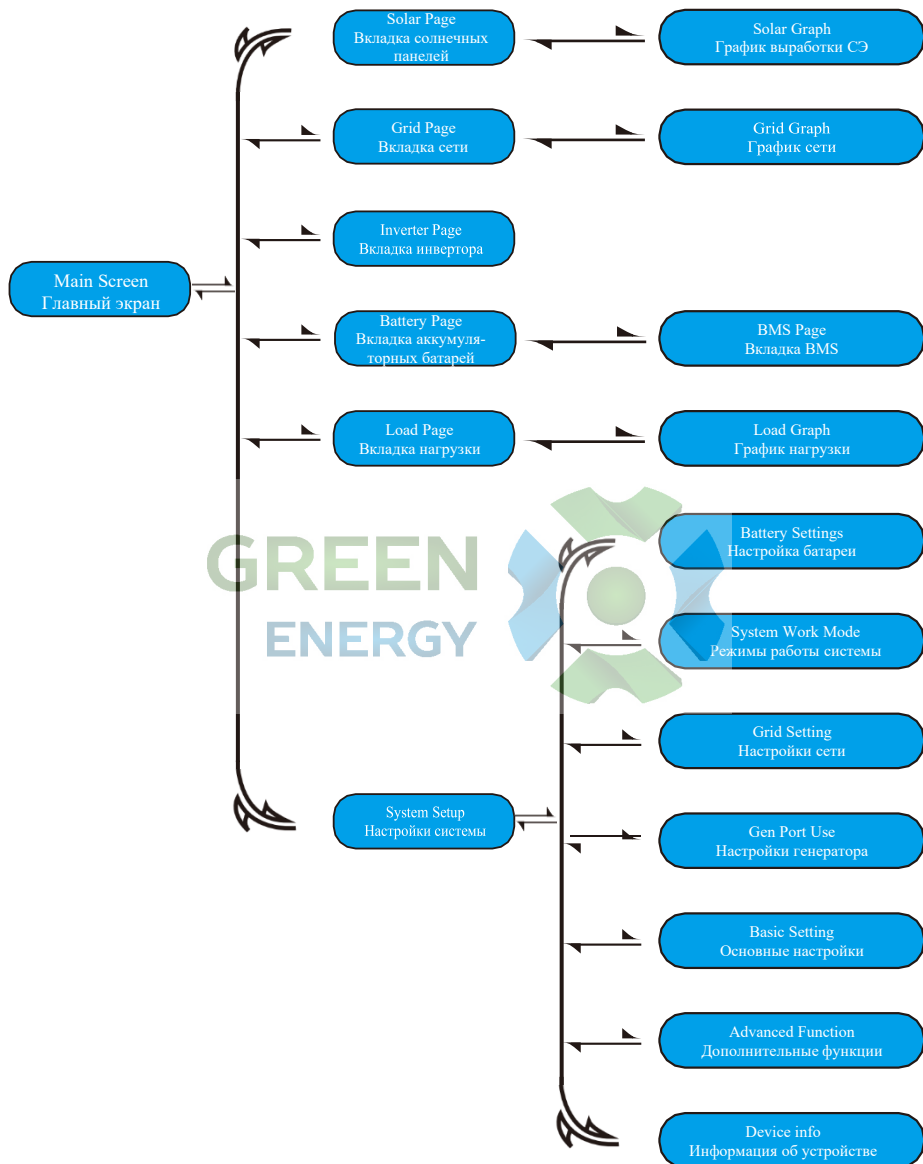 Solar Page
Вкладка солнечных
панелей
Solar Graph
График выработки СЭ
Grid Page
Вкладка сети
Grid Graph
График сети
Inverter Page
Вкладка инвертора
Main Screen
Главный экран
Battery Page
Вкладка аккумуля-
торных батарей
BMS Page
Вкладка BMS
Load Page
Вкладка нагрузки
Load Graph
График нагрузки
GREEN
ENERGY
Battery Settings
Настройка батареи
System Work Mode
Режимы работы системы
Grid Setting
Настройки сети
System Setup
Настройки системы
Gen Port Use
Настройки генератора
Basic Setting
Основные настройки
Advanced Function
Дополнительные функции
Device info
Информация об устройстве